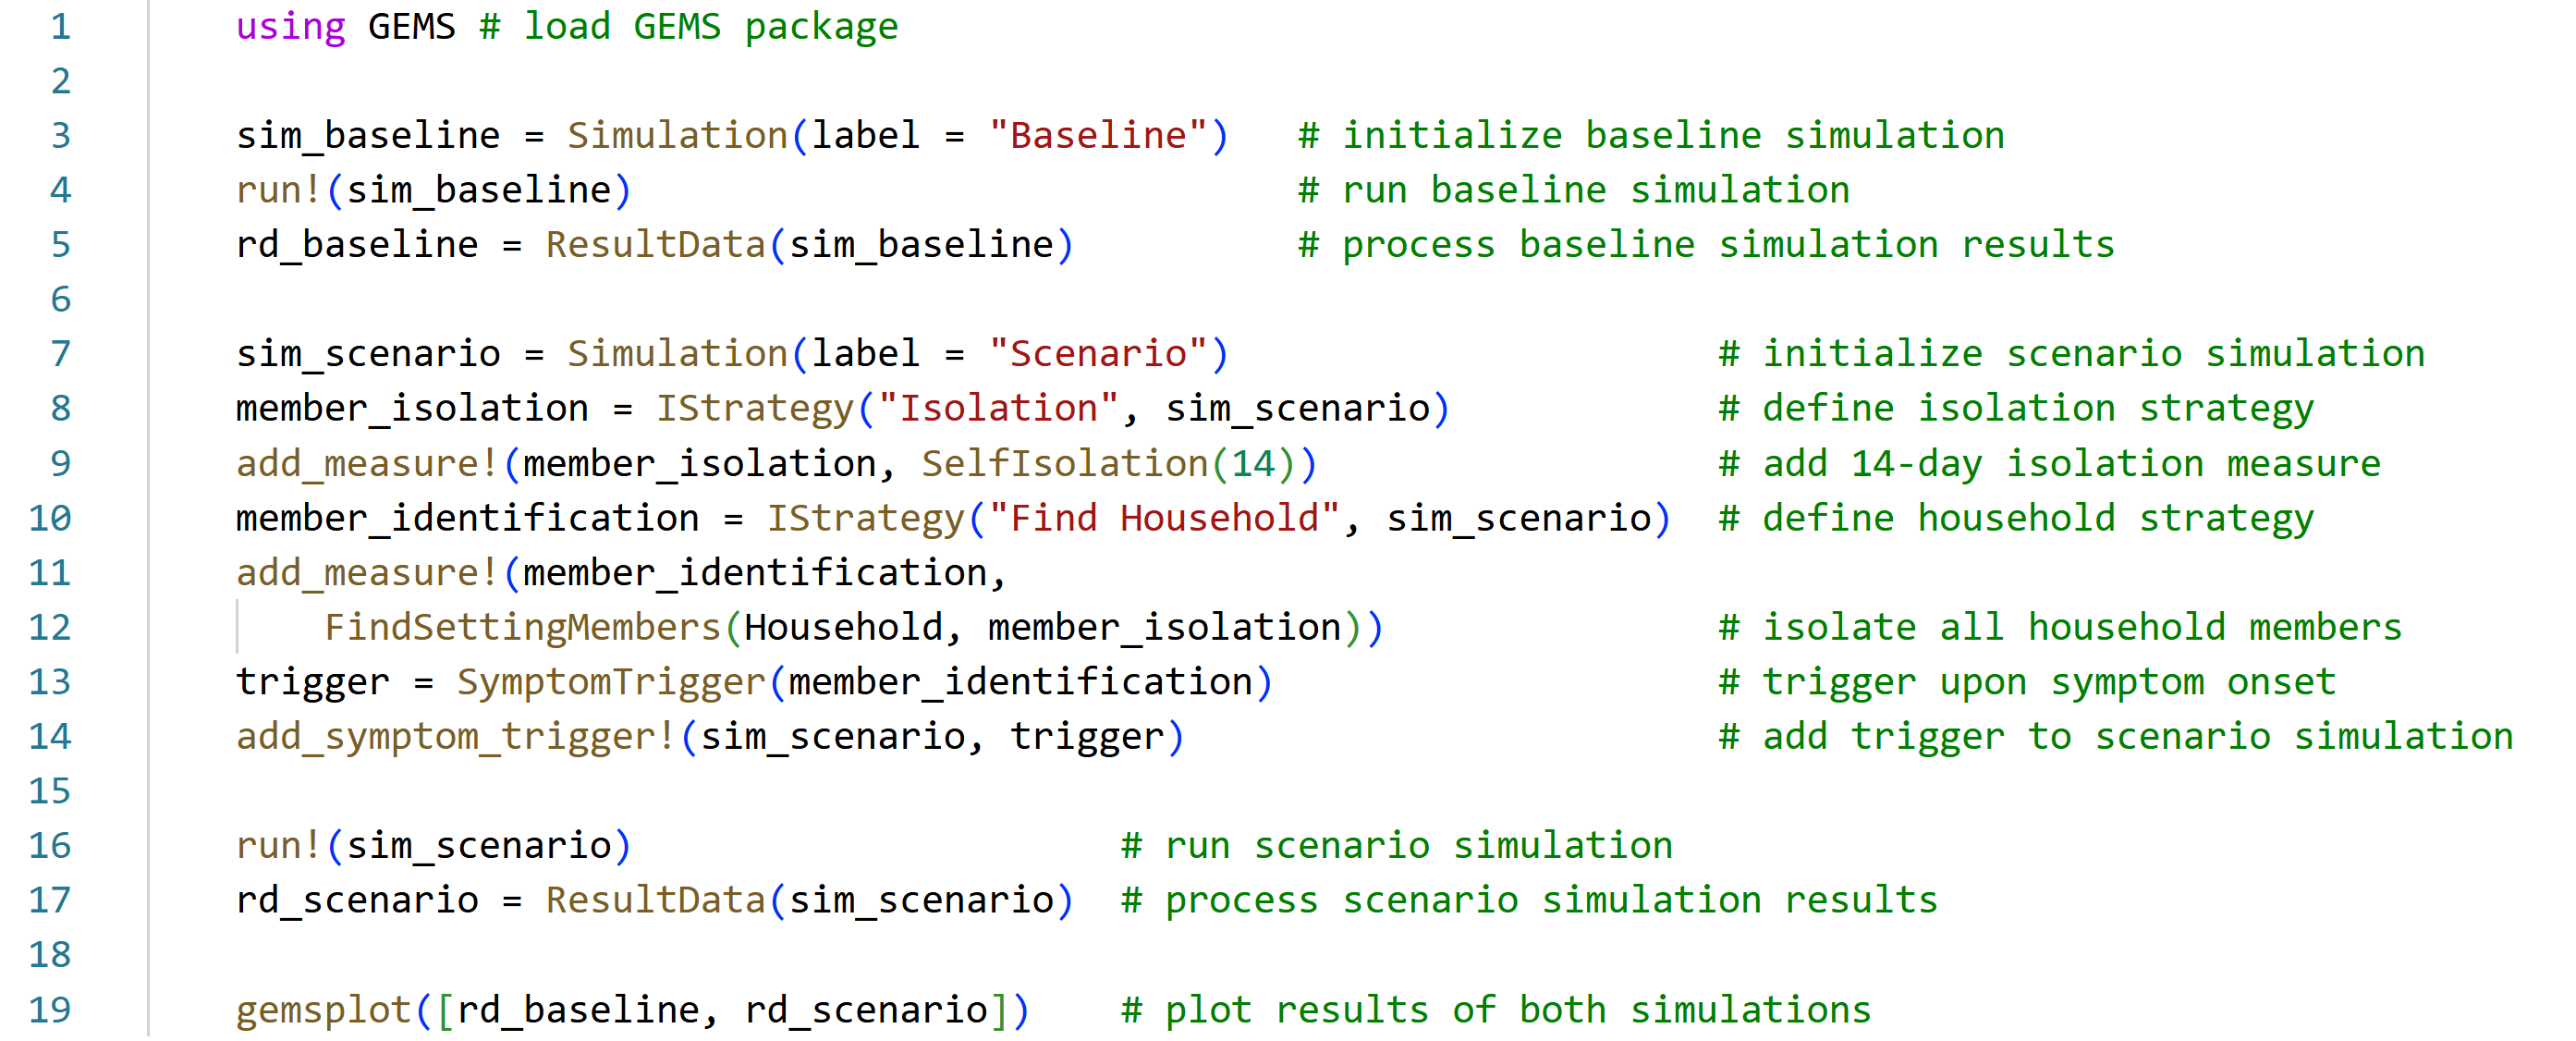 1 using GEMS # load GEMS package
2
3 sim_baseline = Simulation(label = "Baseline")   # initialize baseline simulation
4 run!(sim_baseline)                              # run baseline simulation
5 rd_baseline = ResultData(sim_baseline)          # process baseline simulation results
6
7 sim_scenario = Simulation(label = "Scenario")                      # initialize scenario simulation
8 member_isolation = IStrategy("Isolation", sim_scenario)            # define isolation strategy
9 add_measure!(member_isolation, SelfIsolation(14))                  # add 14-day isolation measure
10 member_identification = IStrategy("Find Household", sim_scenario)  # define household strategy
11 add_measure!(member_identification,
12     FindSettingMembers(Household, member_isolation))               # isolate all household members
13 trigger = SymptomTrigger(member_identification)                    # trigger upon symptom onset
14 add_symptom_trigger!(sim_scenario, trigger)                        # add trigger to scenario simulation
15
16 run!(sim_scenario)                      # run scenario simulation
17 rd_scenario = ResultData(sim_scenario)  # process scenario simulation results
18
19 gemsplot([rd_baseline, rd_scenario])    # plot results of both simulations